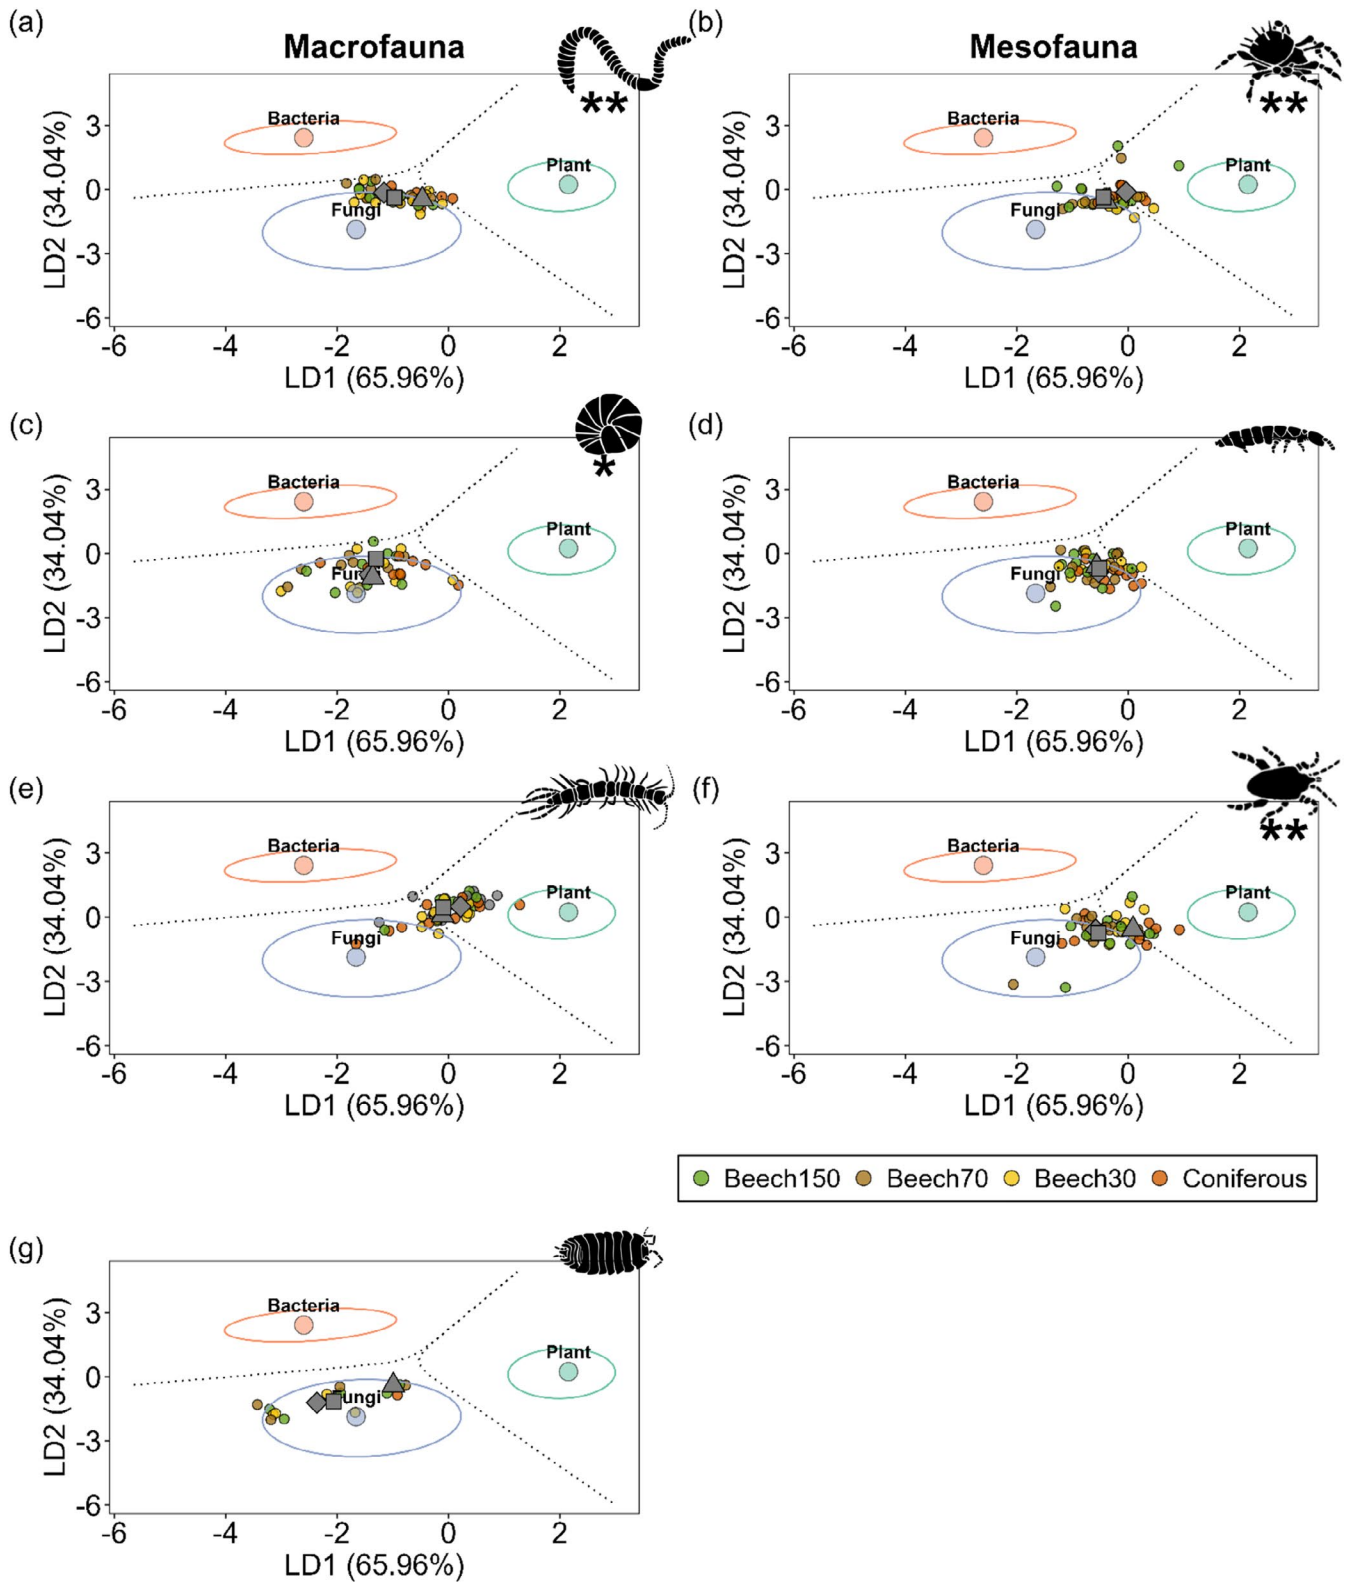 (a)
Macrofauna
**
LD2 (34.04%)
3
0
-3
-6
Bacteria
Fungi
Plant
-6 -4 -2 0 2
LD1 (65.96%)
(b)
Mesofauna
**
LD2 (34.04%)
3
0
-3
-6
Bacteria
Fungi
Plant
-6 -4 -2 0 2
LD1 (65.96%)
(c)
*
LD2 (34.04%)
3
0
-3
-6
Bacteria
Fun
Plant
-6 -4 -2 0 2
LD1 (65.96%)
(d)
LD2 (34.04%)
3
0
-3
-6
Bacteria
Fungi
Plant
-6 -4 -2 0 2
LD1 (65.96%)
(e)
LD2 (34.04%)
3
0
-3
-6
Bacteria
Fungi
Plant
-6 -4 -2 0 2
LD1 (65.96%)
(f)
**
LD2 (34.04%)
3
0
-3
-6
Bacteria
Fungi
Plant
-6 -4 -2 0 2
LD1 (65.96%)
Beech150 Beech70 Beech30 Coniferous
(g)
LD2 (34.04%)
3
0
-3
-6
Bacteria
ungi
Plant
-6 -4 -2 0 2
LD1 (65.96%)